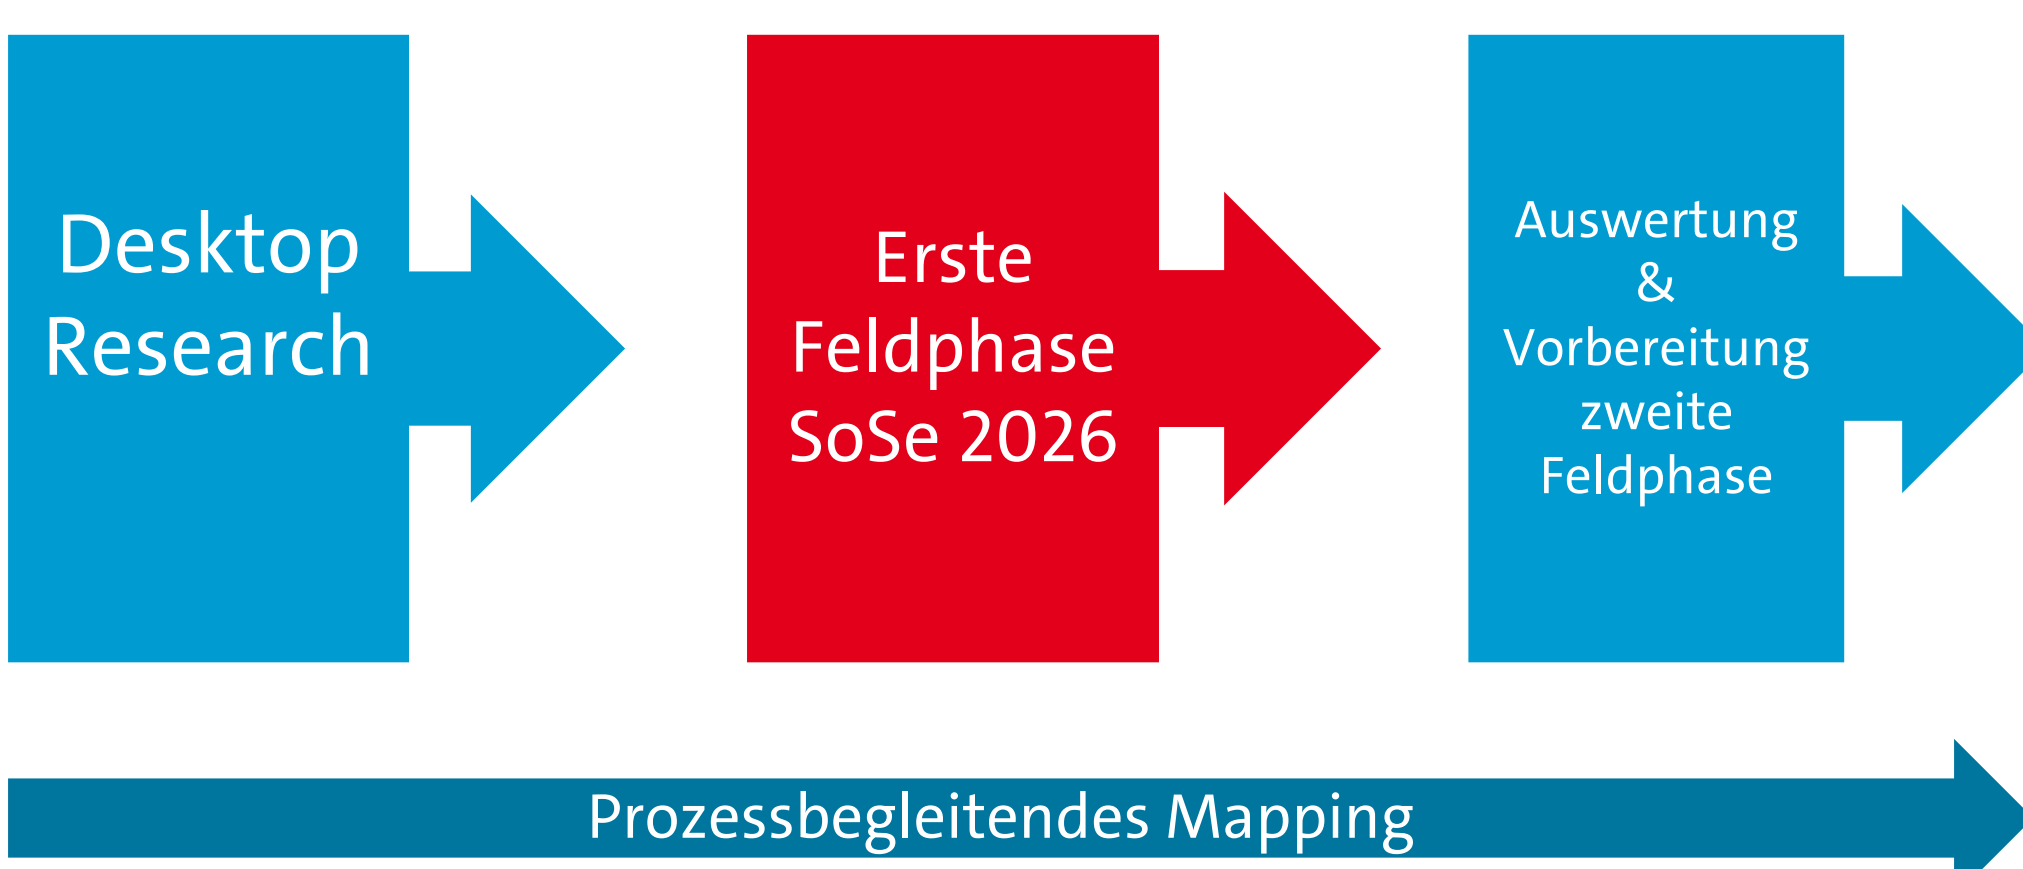 Desktop
Research
Erste
Feldphase
SoSe 2026
Auswertung
&
Vorbereitung
zweite
Feldphase
Prozessbegleitendes Mapping